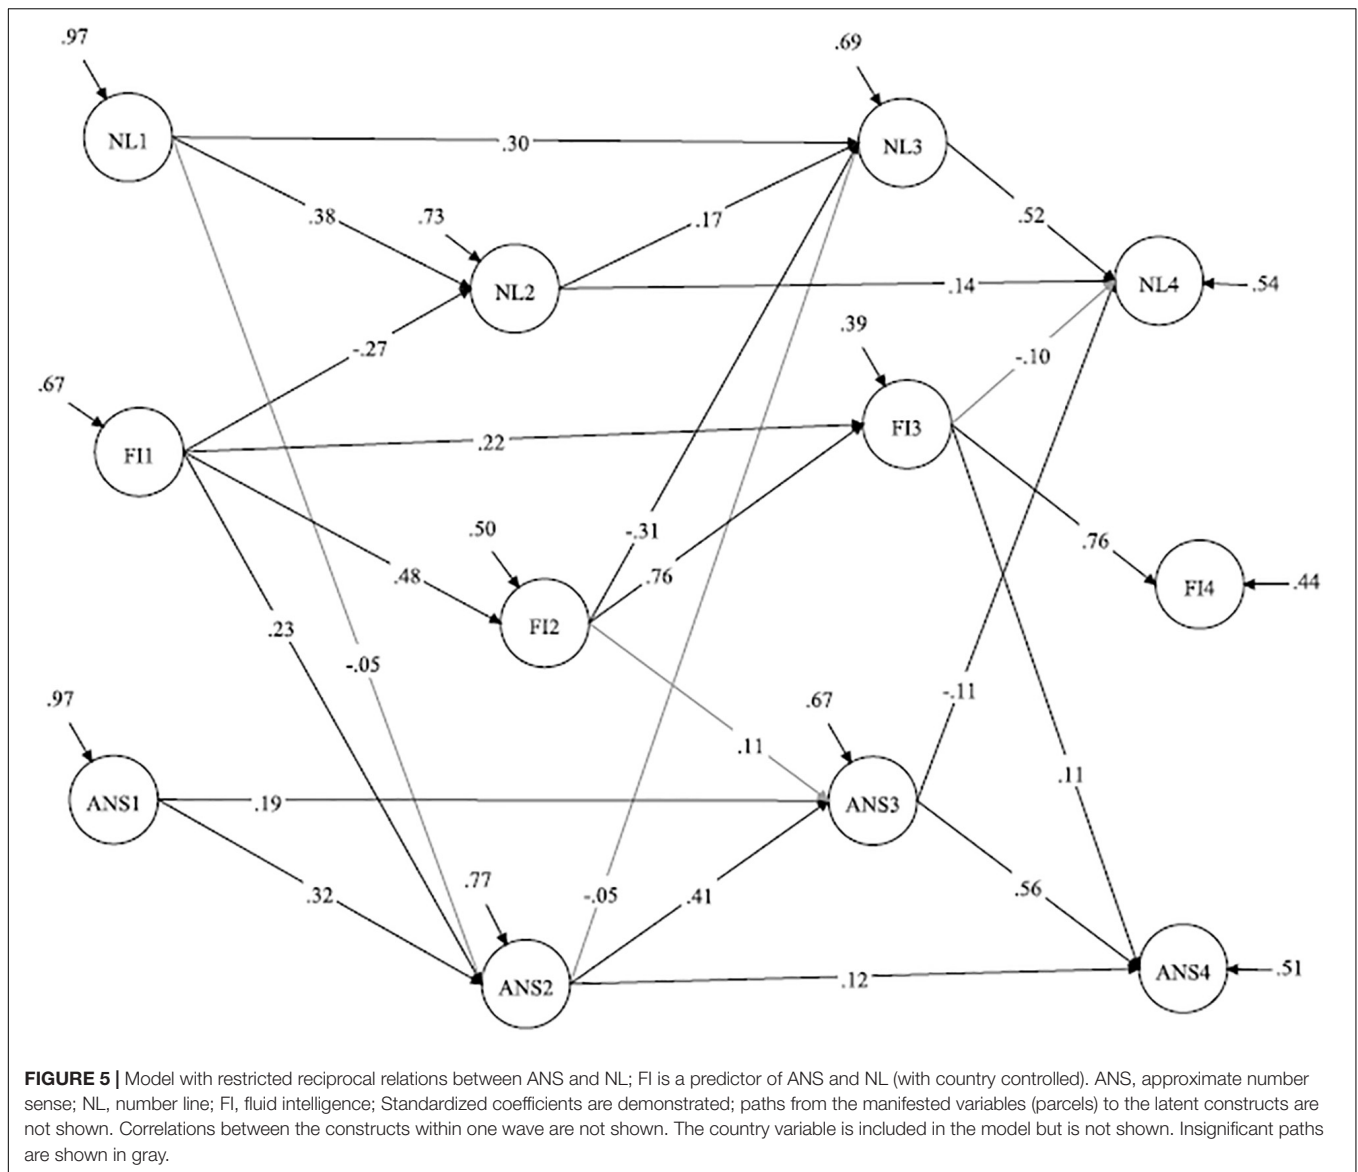 .97
.69
NL1
NL3
.30
.38
.73
.17
.52
NL2
NL4
.14
.54
-.27
.39
-.10
.67
FI1
.22
FI3
.50
-.31
.76
.76
.48
FI2
FI4
.44
.23
-.05
.97
.67
-.11
.11
.11
ANS1
.19
ANS3
.77
.32
-.05
.41
.56
ANS2
.12
ANS4
.51
FIGURE 5 | Model with restricted reciprocal relations between ANS and NL; FI is a predictor of ANS and NL (with country controlled). ANS, approximate number
sense; NL, number line; FI, fluid intelligence; Standardized coefficients are demonstrated; paths from the manifested variables (parcels) to the latent constructs are
not shown. Correlations between the constructs within one wave are not shown. The country variable is included in the model but is not shown. Insignificant paths
are shown in gray.